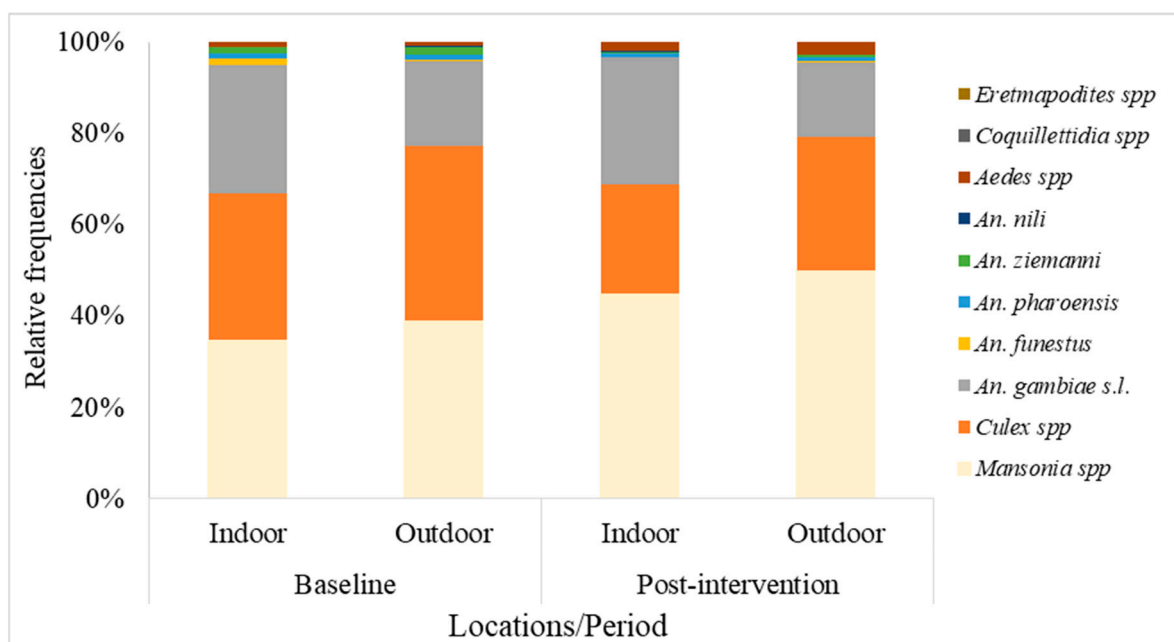 100%
80%
60%
40%
20%
0%
Relative frequencies
Indoor
Outdoor
Indoor
Outdoor
Baseline
Post-intervention
Locations/Period
Eretmapodites spp
Coquillettidia spp
Aedes spp
An. nili
An. ziemanni
An. pharoensis
An. funestus
An. gambiae s.l.
Culex spp
Mansonia spp